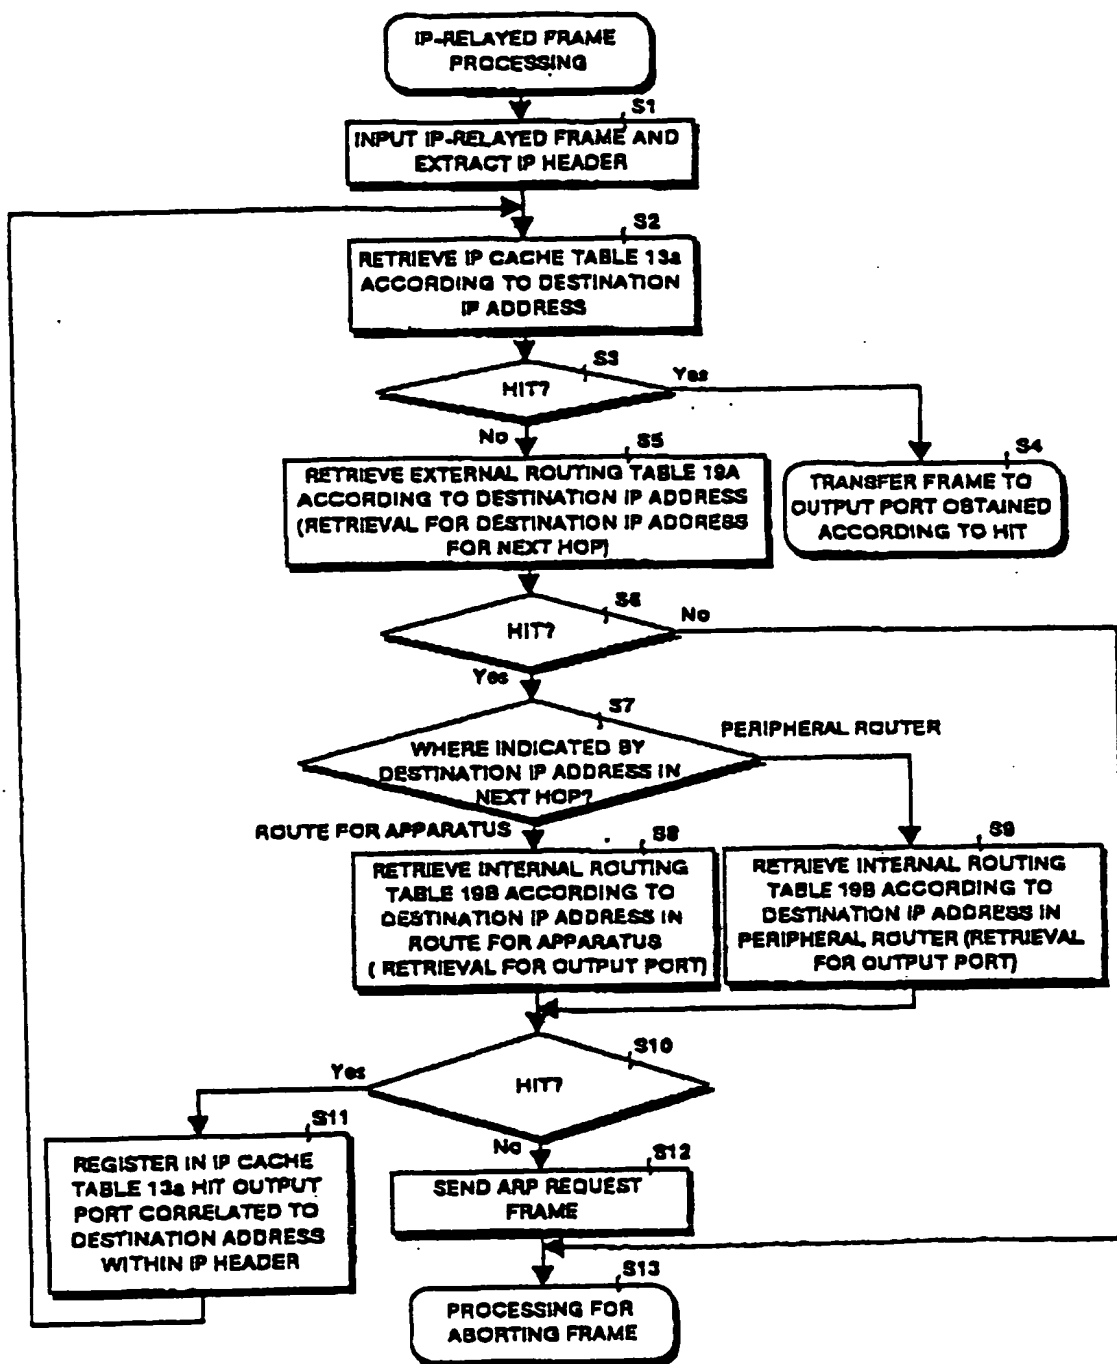 IP-RELAYED FRAME
PROCESSING
S1
INPUT IP-RELAYED FRAME AND
EXTRACT IP HEADER
S2
RETRIEVE IP CACHE TABLE 13a
ACCORDING TO DESTINATION
IP ADDRESS
S3
HIT?
Yes
No
S4
TRANSFER FRAME TO
OUTPUT PORT OBTAINED
ACCORDING TO HIT
S5
RETRIEVE EXTERNAL ROUTING TABLE 19A
ACCORDING TO DESTINATION IP ADDRESS
(RETRIEVAL FOR DESTINATION IP ADDRESS
FOR NEXT HOP)
S6
HIT?
No
Yes
S7
WHERE INDICATED BY
DESTINATION IP ADDRESS IN
NEXT HOP?
PERIPHERAL ROUTER
ROUTE FOR APPARATUS
S8
RETRIEVE INTERNAL ROUTING
TABLE 19B ACCORDING TO
DESTINATION IP ADDRESS IN
ROUTE FOR APPARATUS
( RETRIEVAL FOR OUTPUT PORT)
S9
RETRIEVE INTERNAL ROUTING
TABLE 19B ACCORDING TO
DESTINATION IP ADDRESS IN
PERIPHERAL ROUTER (RETRIEVAL
FOR OUTPUT PORT)
S10
HIT?
Yes
No
S11
REGISTER IN IP CACHE
TABLE 13a HIT OUTPUT
PORT CORRELATED TO
DESTINATION ADDRESS
WITHIN IP HEADER
S12
SEND ARP REQUEST
FRAME
S13
PROCESSING FOR
ABORTING FRAME